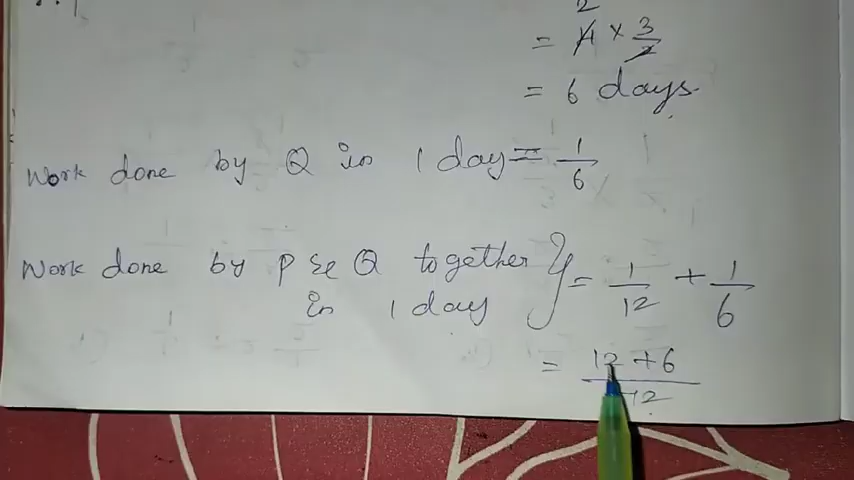 2
= 4 × 3/2
= 6 days.
Work done by Q in 1 day = 1/6
Work done by P & Q together } = 1/12 + 1/6
in 1 day
= 12 + 6
12